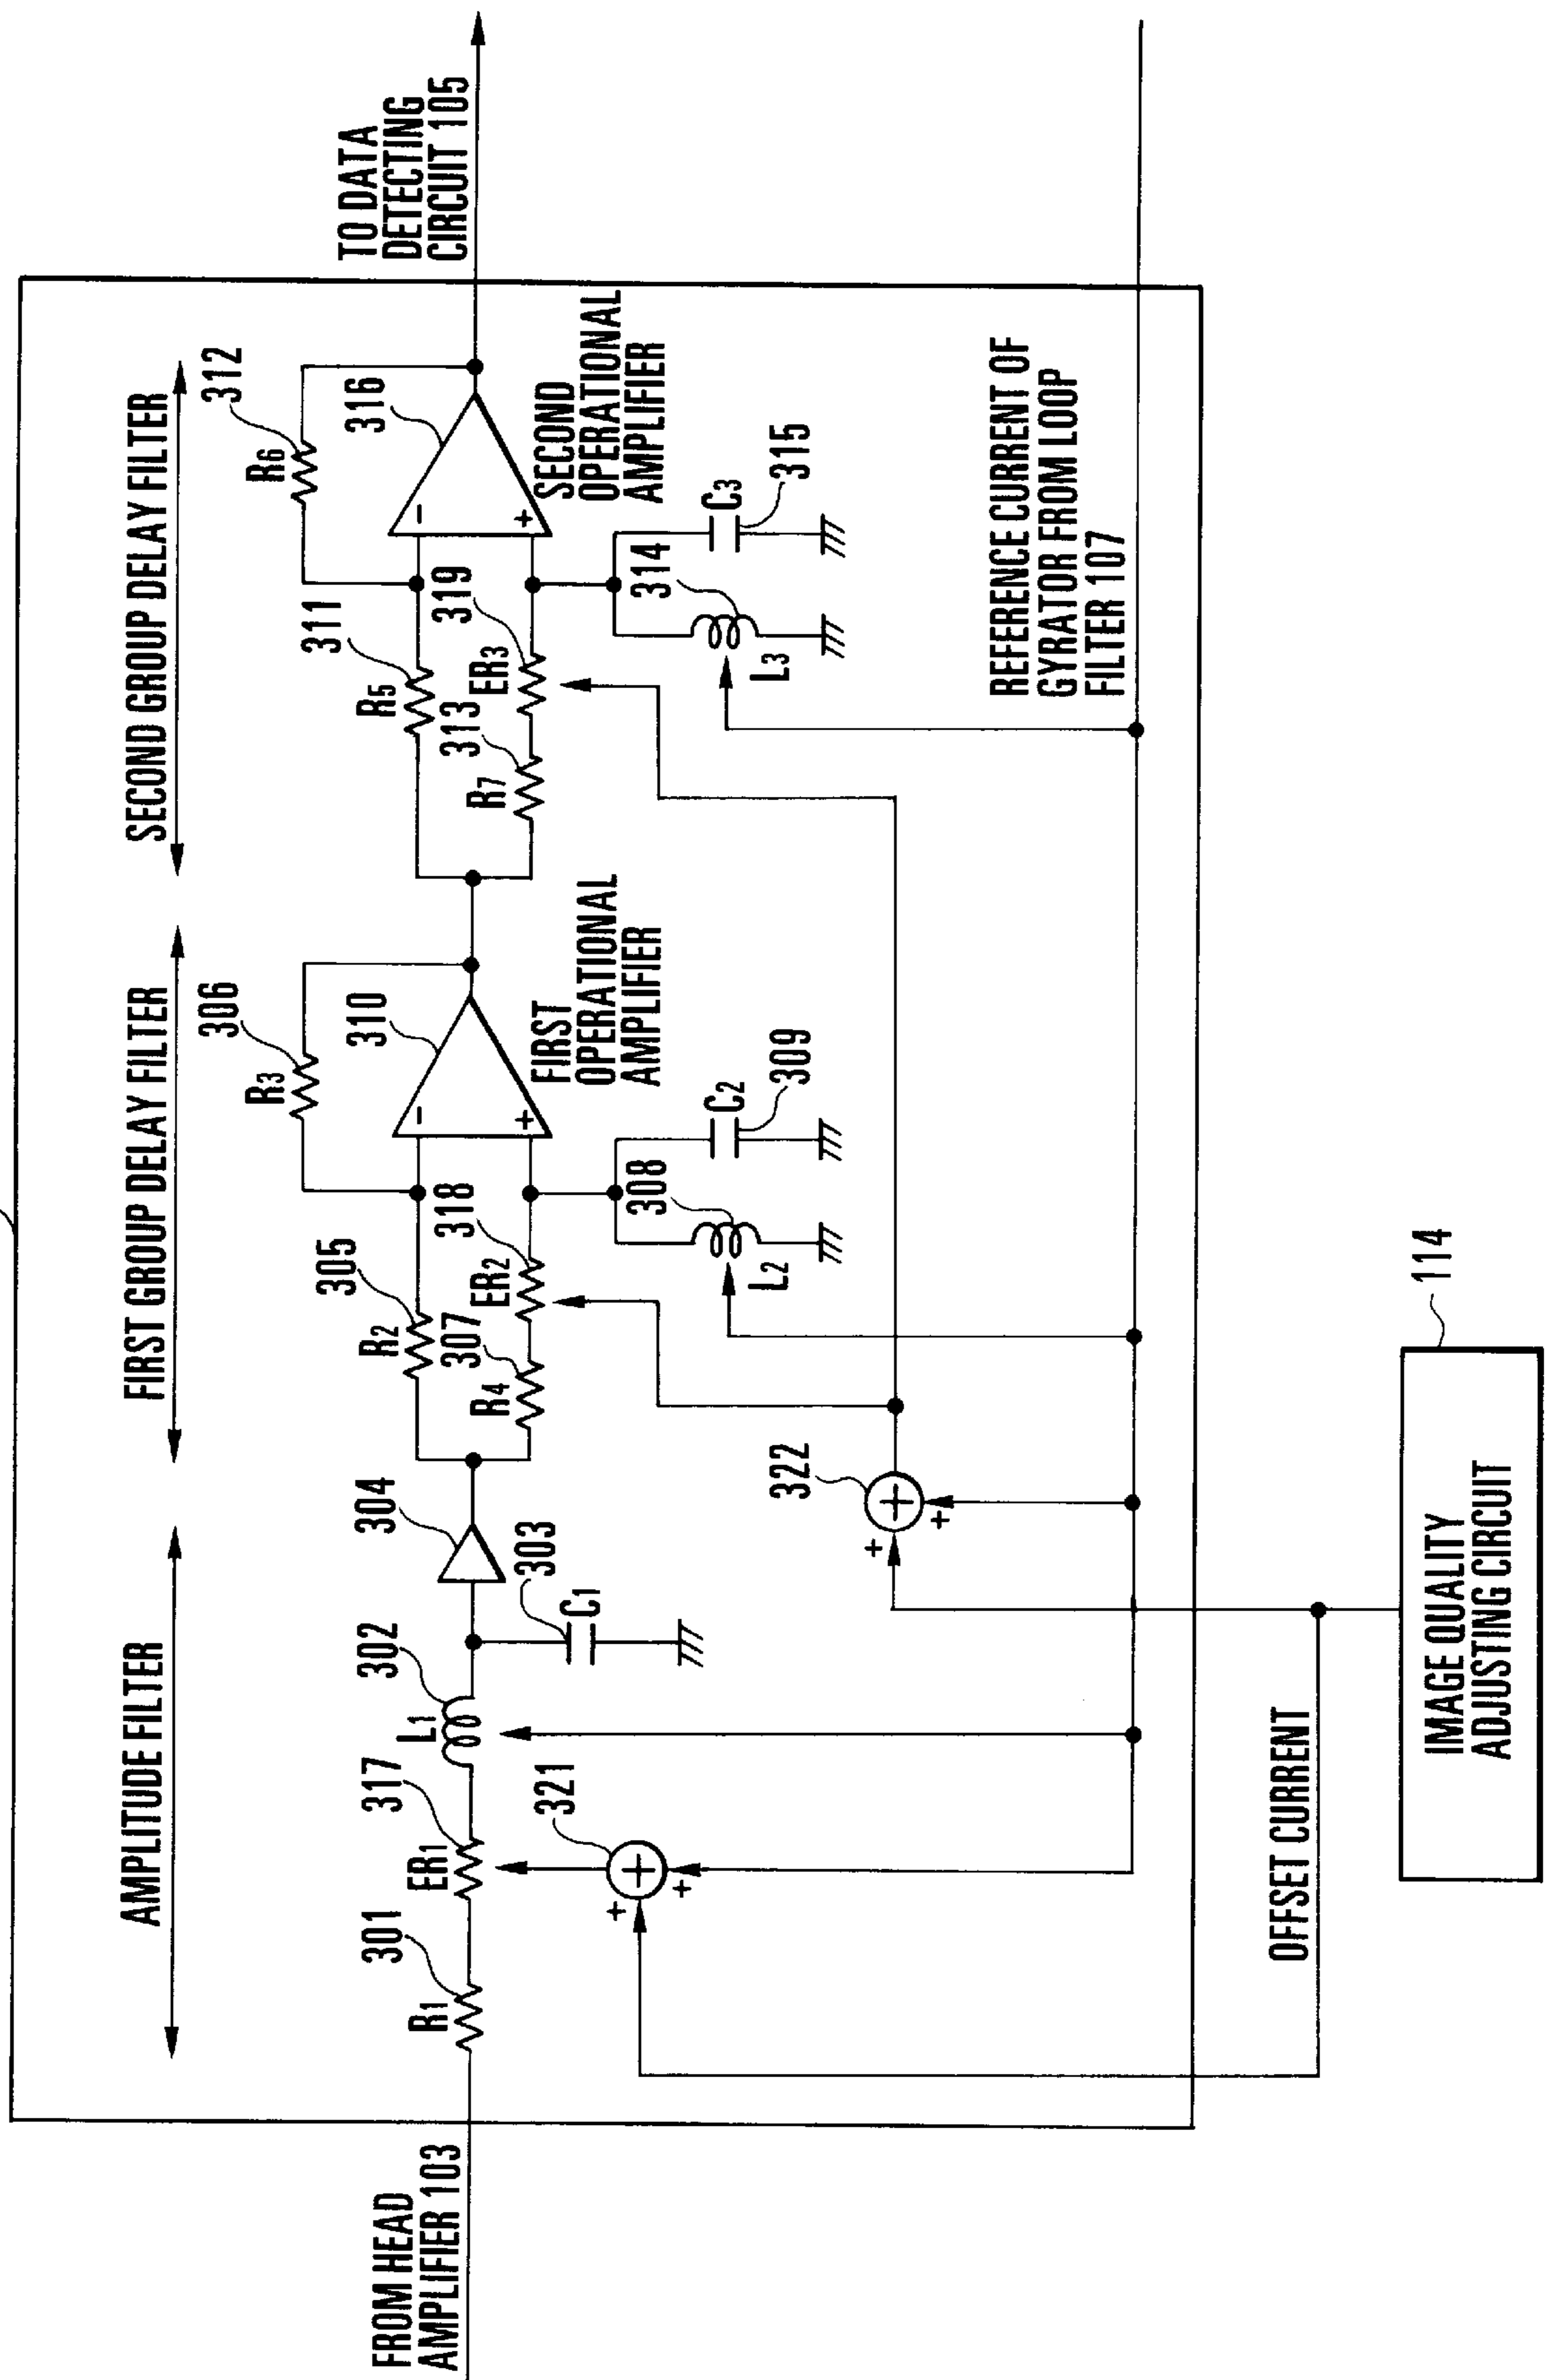 AMPLITUDE FILTER
FIRST GROUP DELAY FILTER
SECOND GROUP DELAY FILTER
FROM HEAD
AMPLIFIER 103
R1
301
ER1
317
L1
302
C1
303
304
R2
305
R3
306
R4
307
ER2
318
310
FIRST
OPERATIONAL
AMPLIFIER
L2
308
C2
309
R5
311
R6
312
R7
313
ER3
319
316
SECOND
OPERATIONAL
AMPLIFIER
L3
314
C3
315
TO DATA
DETECTING
CIRCUIT 105
321
+
+
+
322
+
+
+
−
+
−
+
REFERENCE CURRENT OF
GYRATOR FROM LOOP
FILTER 107
OFFSET CURRENT
IMAGE QUALITY
ADJUSTING CIRCUIT
114